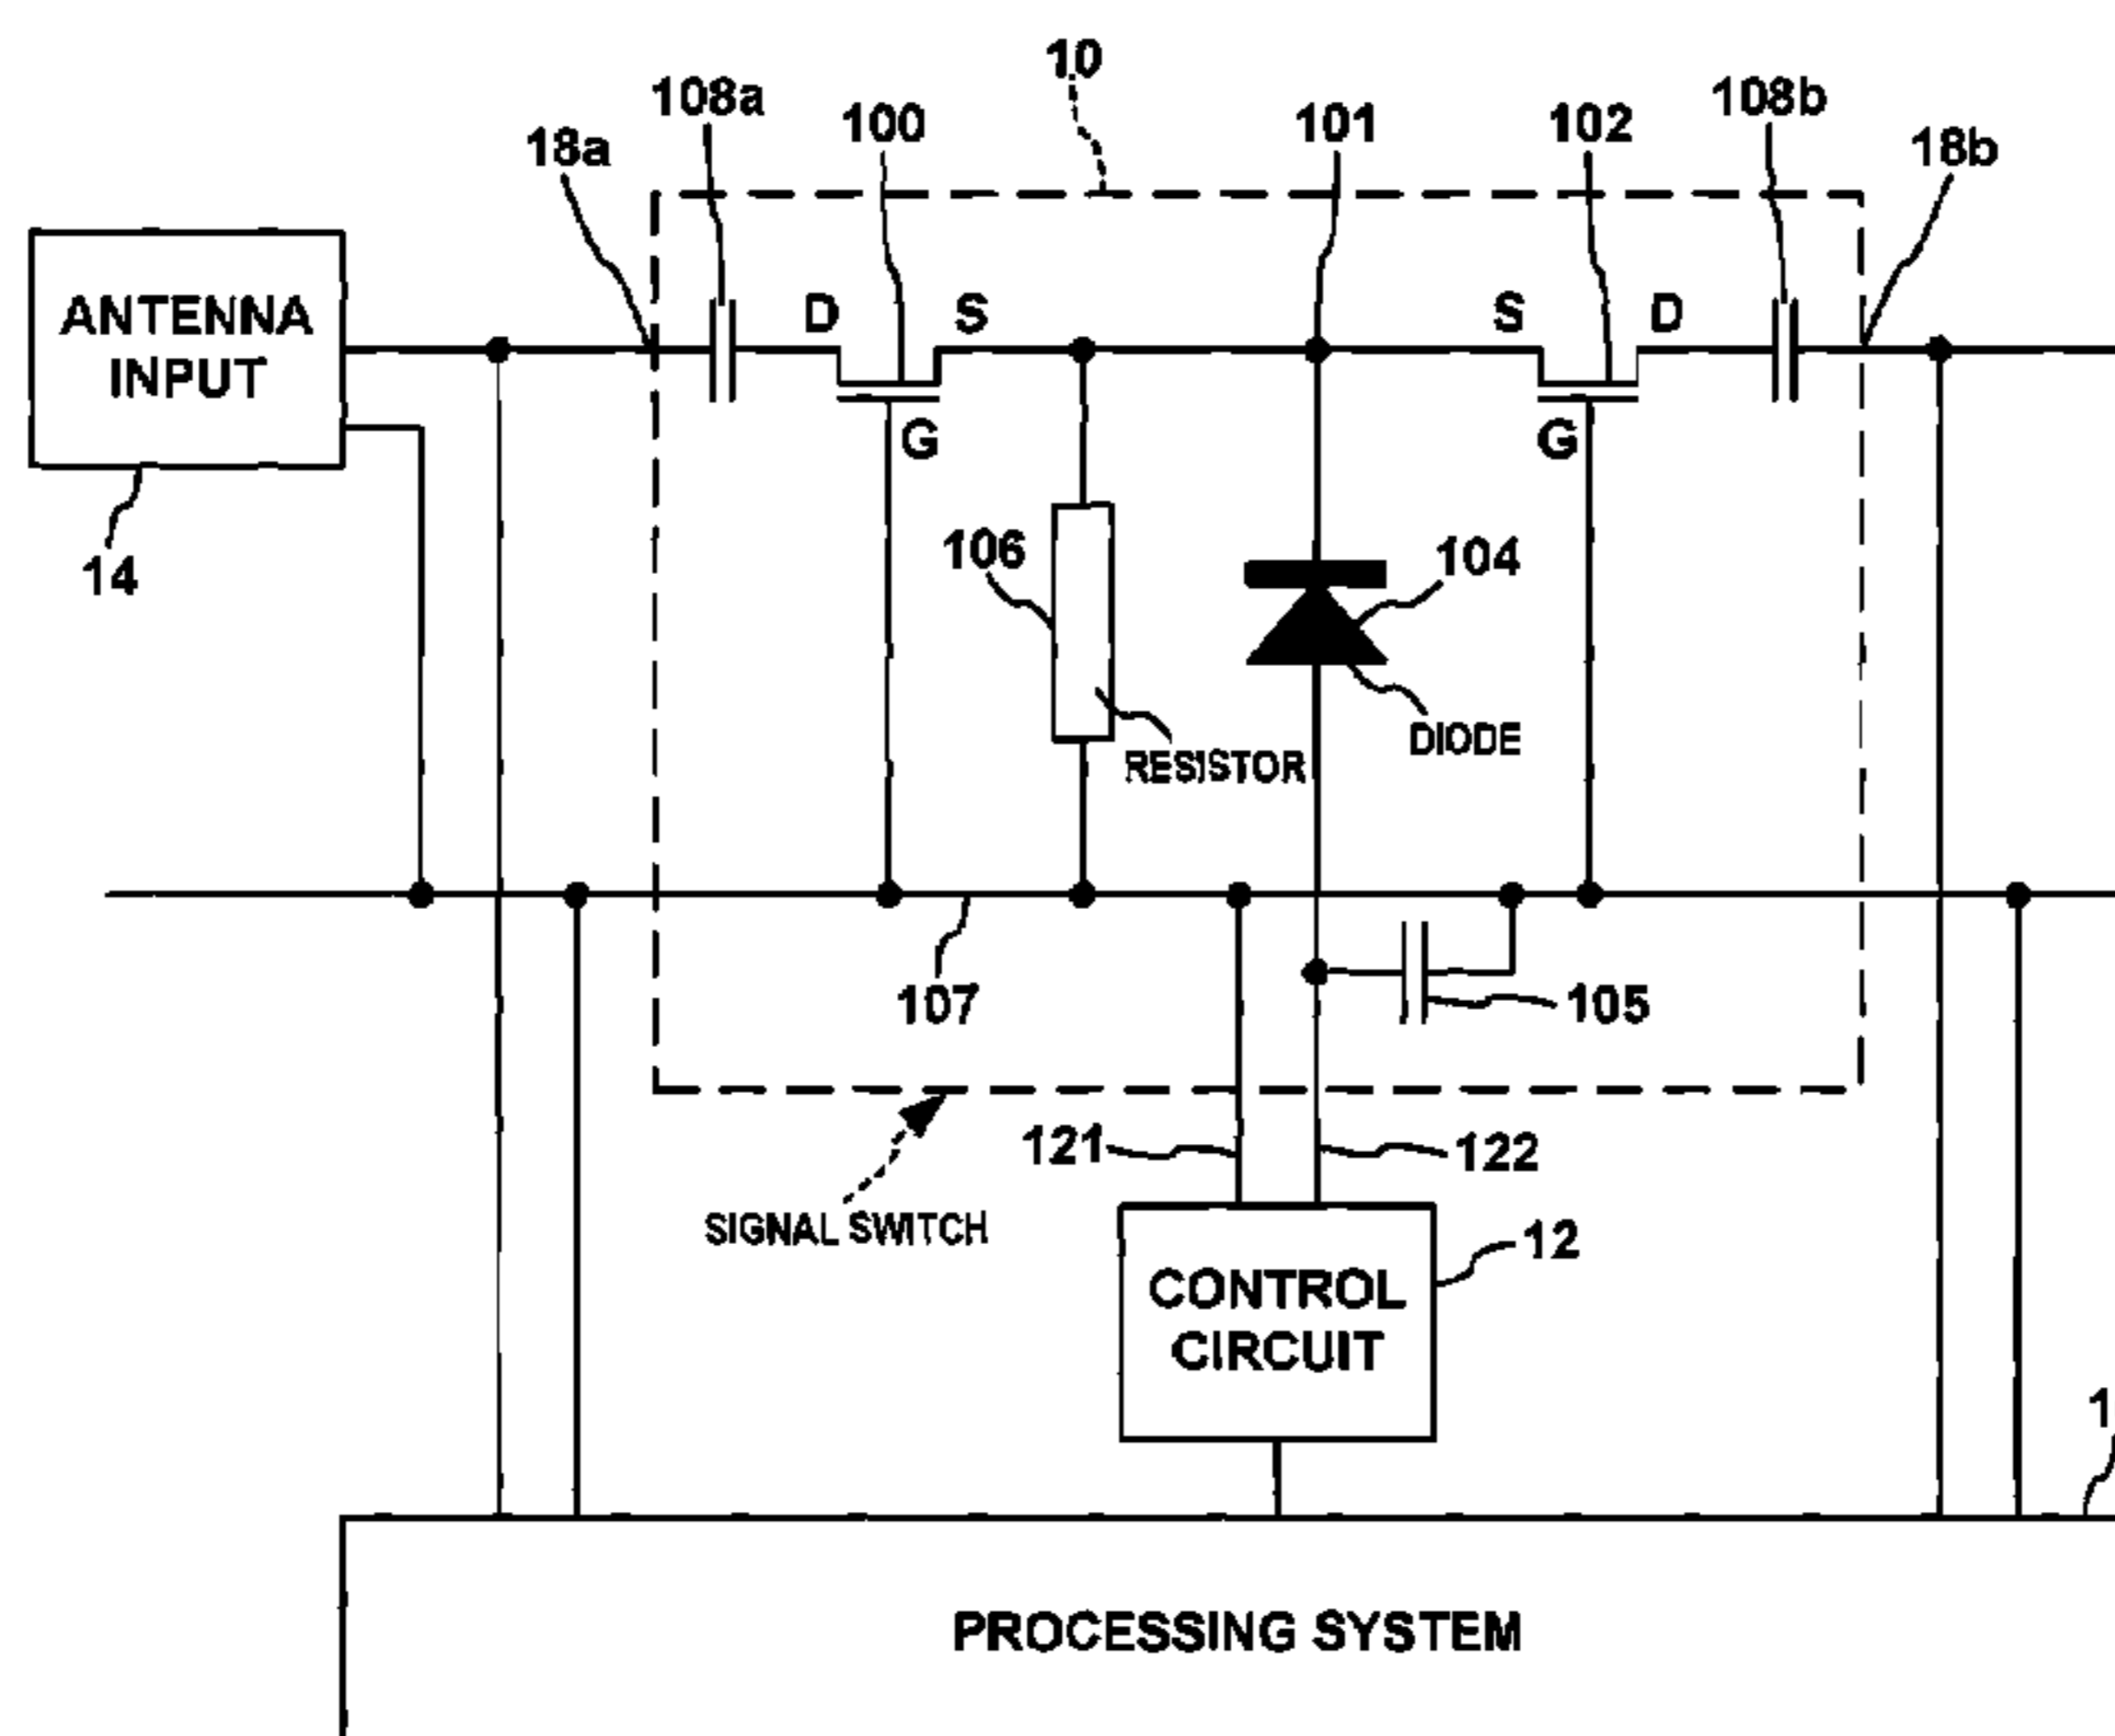 10
108a
100
101
102
108b
18a
18b
ANTENNA
INPUT
D
S
S
D
G
G
14
106
104
RESISTOR
DIODE
107
105
121
122
SIGNAL SWITCH
12
CONTROL
CIRCUIT
1
PROCESSING SYSTEM